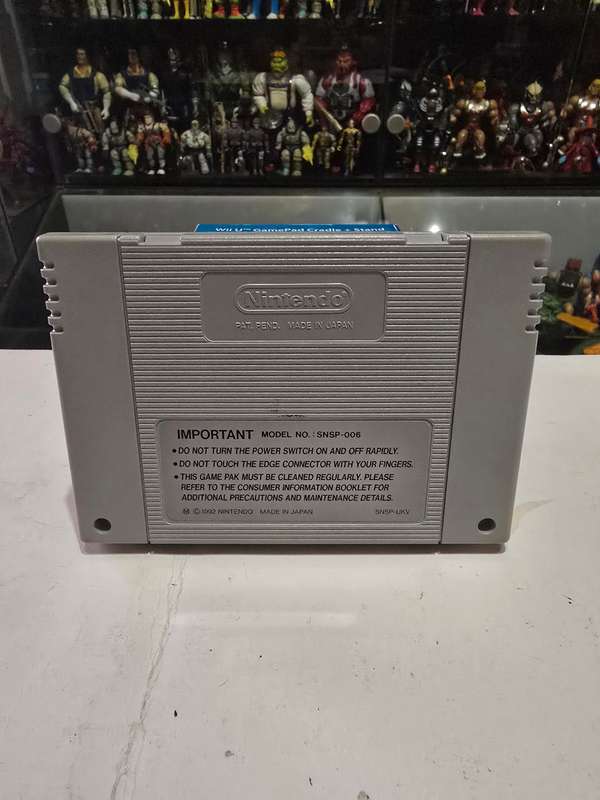 Wii U™ GamePad Cradle + Stand
Nintendo
PAT. PEND. MADE IN JAPAN
IMPORTANT MODEL NO.: SNSP-006
• DO NOT TURN THE POWER SWITCH ON AND OFF RAPIDLY.
• DO NOT TOUCH THE EDGE CONNECTOR WITH YOUR FINGERS.
• THIS GAME PAK MUST BE CLEANED REGULARLY. PLEASE
REFER TO THE CONSUMER INFORMATION BOOKLET FOR
ADDITIONAL PRECAUTIONS AND MAINTENANCE DETAILS.
Ⓜ © 1992 NINTENDO MADE IN JAPAN SNSP-UKV